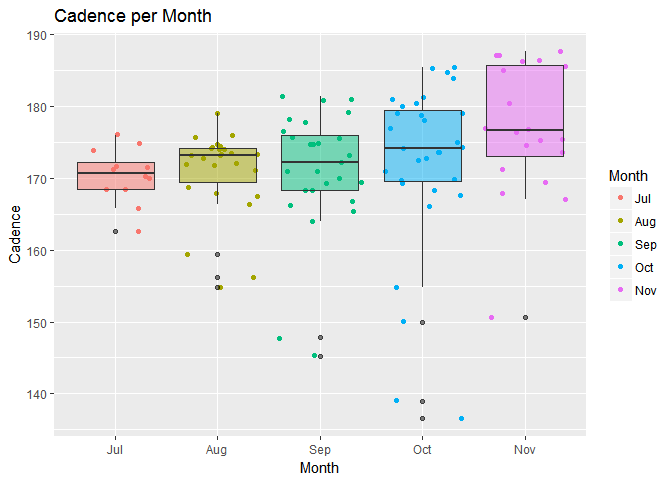 Cadence per Month
190
180
170
160
150
140
Cadence
Jul Aug Sep Oct Nov
Month
Month
Jul
Aug
Sep
Oct
Nov